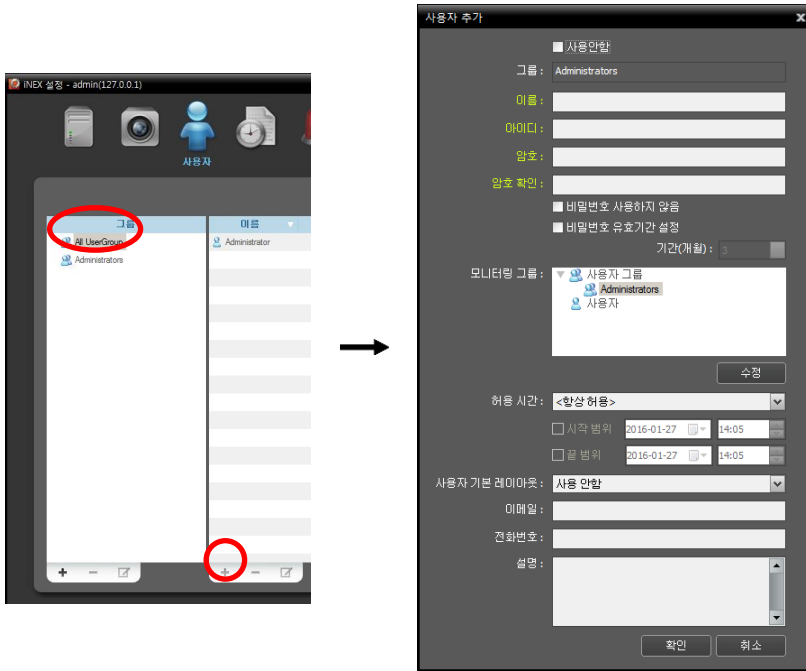 iNEX 설정 - admin(127.0.0.1)
사용자
그룹
이름
All UserGroup
Administrators
Administrator
사용자 추가
사용안함
그룹 : Administrators
이름 :
아이디 :
암호 :
암호 확인 :
비밀번호 사용하지 않음
비밀번호 유효기간 설정
기간(개월) : 3
모니터링 그룹 : 사용자 그룹
Administrators
사용자
수정
허용 시간 : <항상 허용>
시작 범위 2016-01-27 14:05
끝 범위 2016-01-27 14:05
사용자 기본 레이아웃 : 사용 안함
이메일 :
전화번호 :
설명 :
확인 취소